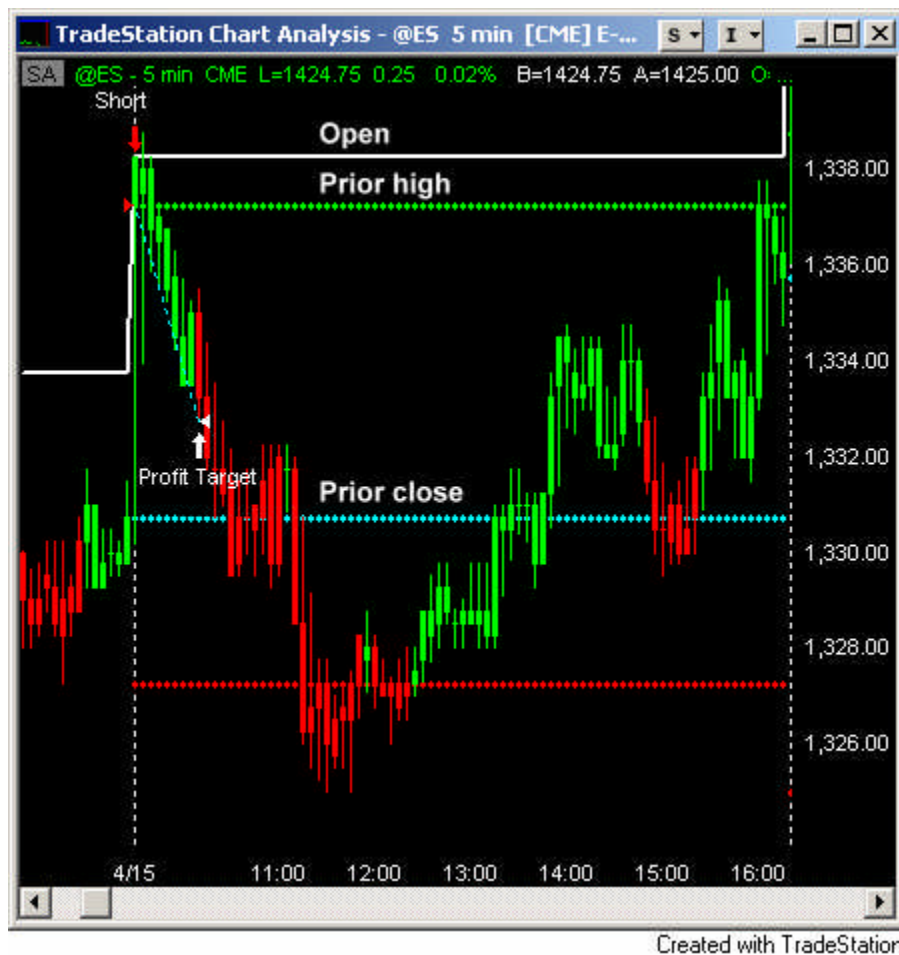 TradeStation Chart Analysis - @ES 5 min [CME] E-... S I
SA @ES - 5 min CME L=1424.75 0.25 0.02% B=1424.75 A=1425.00 O: ...
Short
Open
1,338.00
Prior high
1,336.00
1,334.00
1,332.00
Profit Target
Prior close
1,330.00
1,328.00
1,326.00
4/15 11:00 12:00 13:00 14:00 15:00 16:00
Created with TradeStation